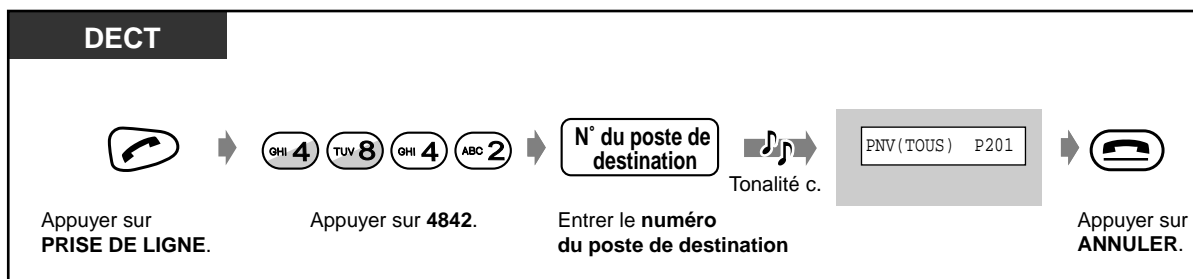 DECT
GHI 4 TUV 8 GHI 4 ABC 2
N° du poste de
destination
Tonalité c.
PNV(TOUS) P201
Appuyer sur
PRISE DE LIGNE.
Appuyer sur 4842.
Entrer le numéro
du poste de destination
Appuyer sur
ANNULER.